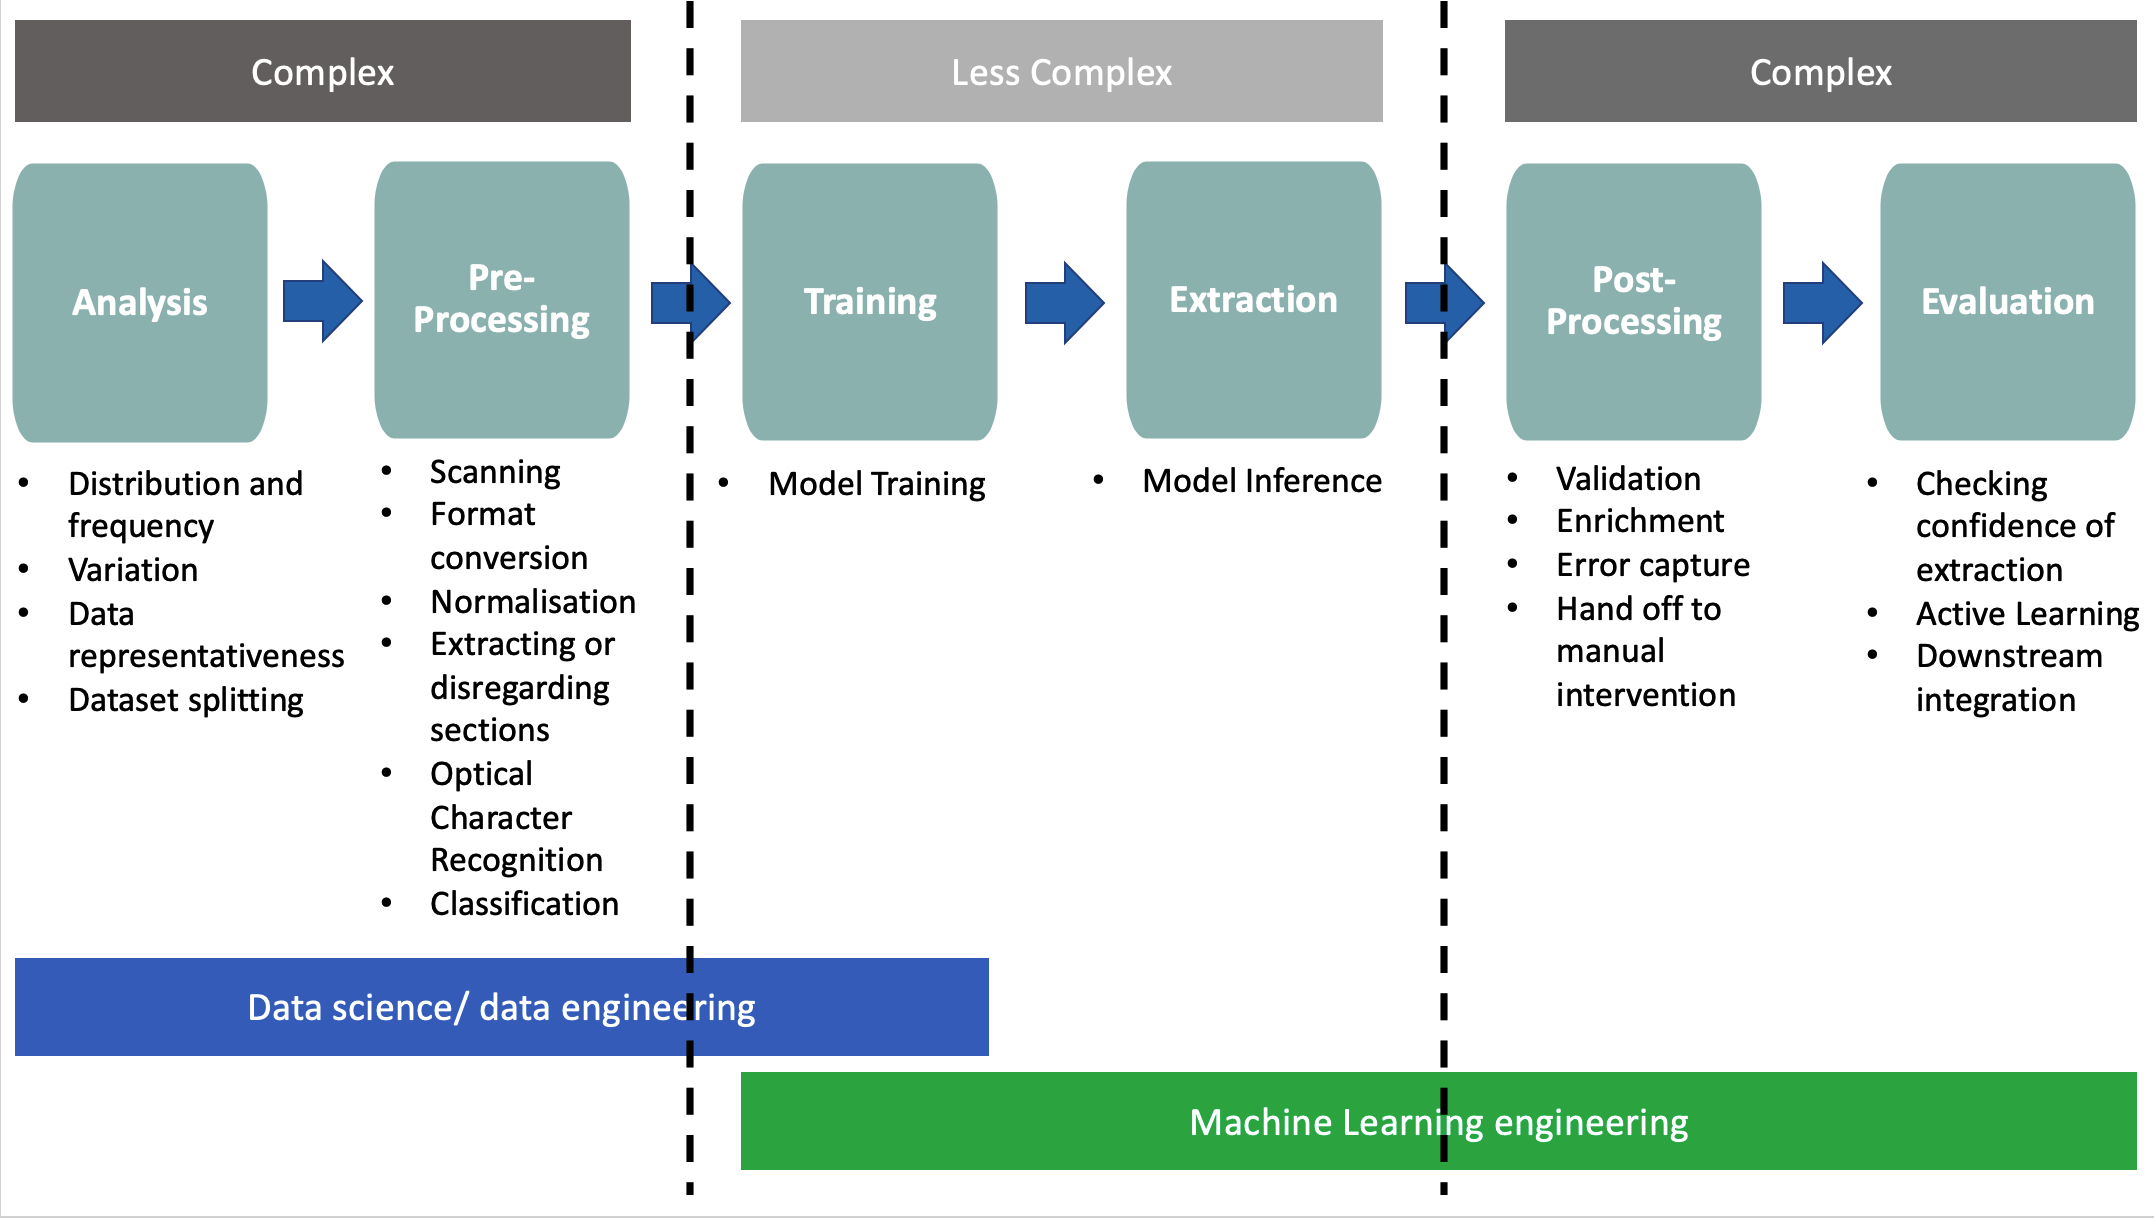 Complex
Less Complex
Complex
Analysis
Pre-
Processing
Training
Extraction
Post-
Processing
Evaluation
• Distribution and
frequency
• Variation
• Data
representativeness
• Dataset splitting
• Scanning
• Format
conversion
• Normalisation
• Extracting or
disregarding
sections
• Optical
Character
Recognition
• Classification
• Model Training
• Model Inference
• Validation
• Enrichment
• Error capture
• Hand off to
manual
intervention
• Checking
confidence of
extraction
• Active Learning
• Downstream
integration
Data science/ data engineering
Machine Learning engineering